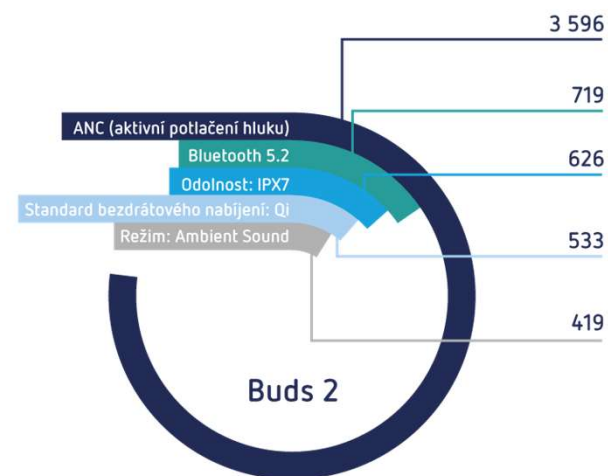 3 596
719
626
533
419
ANC (aktivní potlačení hluku)
Bluetooth 5.2
Odolnost: IPX7
Standard bezdrátového nabíjení: Qi
Režim: Ambient Sound
Buds 2